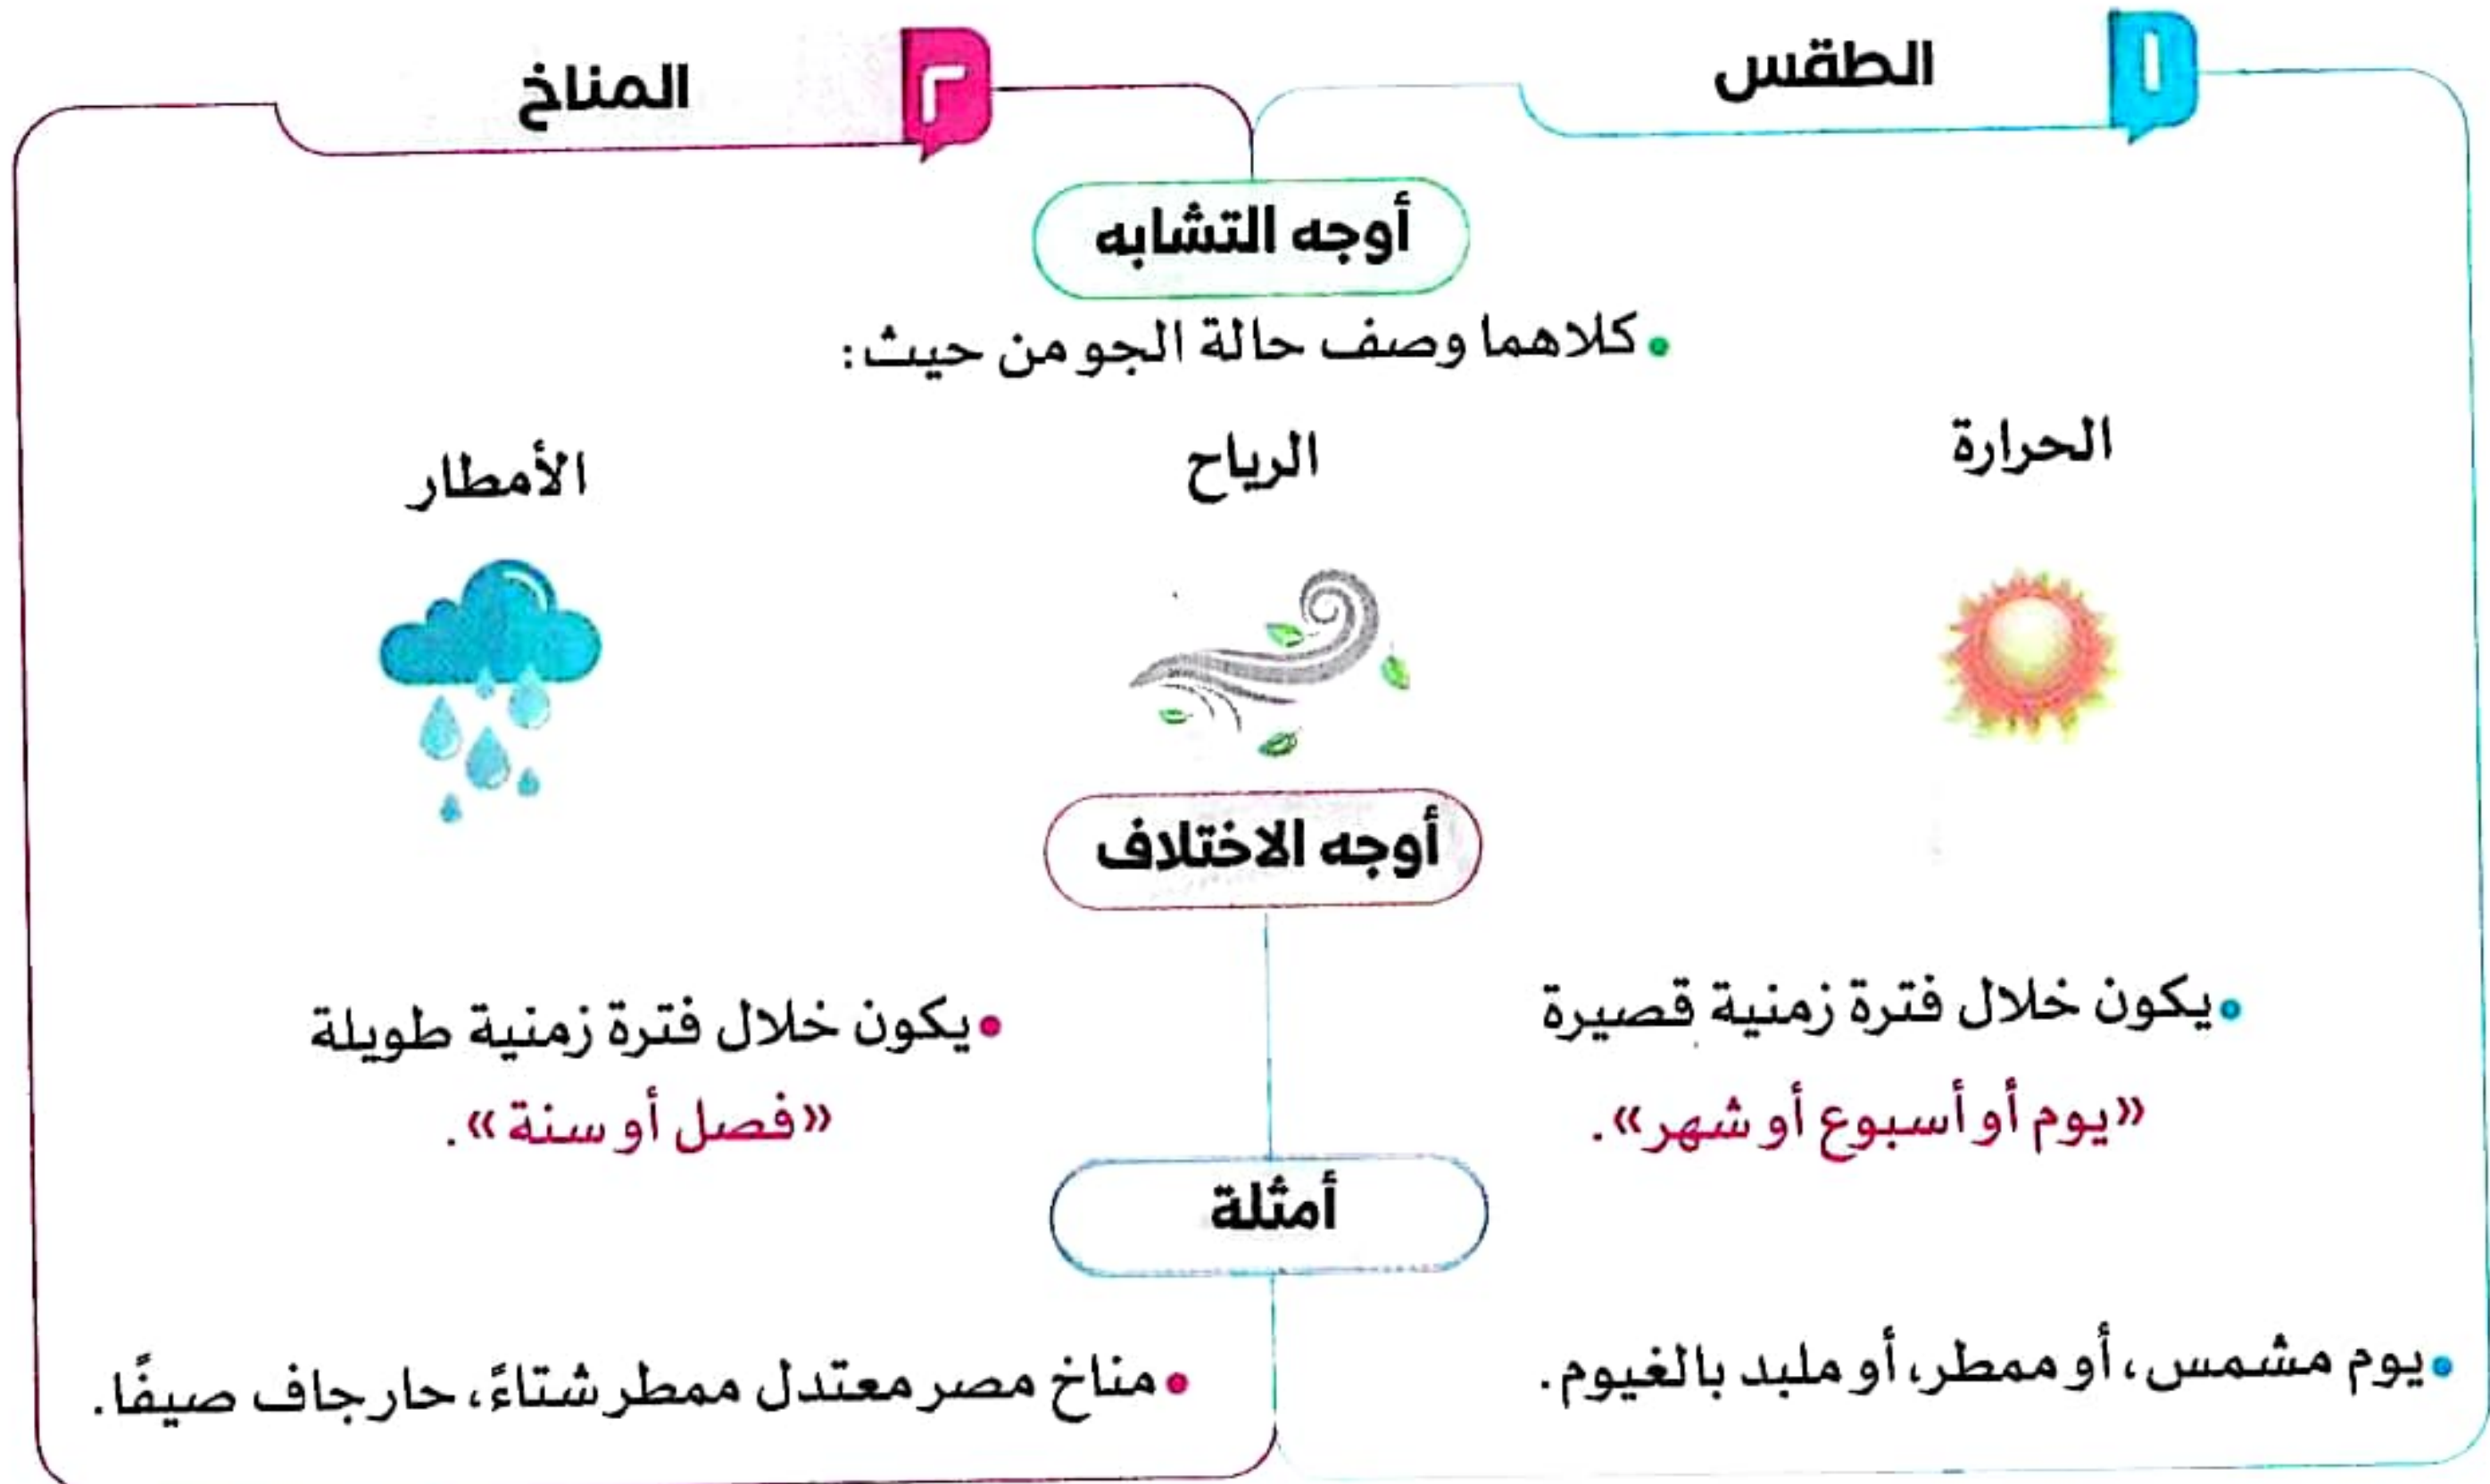 ١ الطقس
٢ المناخ
أوجه التشابه
• كلاهما وصف حالة الجو من حيث:
الحرارة
الرياح
الأمطار
أوجه الاختلاف
• يكون خلال فترة زمنية قصيرة
«يوم أو أسبوع أو شهر».
• يكون خلال فترة زمنية طويلة
«فصل أو سنة».
أمثلة
• يوم مشمس، أو ممطر، أو ملبد بالغيوم.
• مناخ مصر معتدل ممطر شتاءً، حار جاف صيفًا.